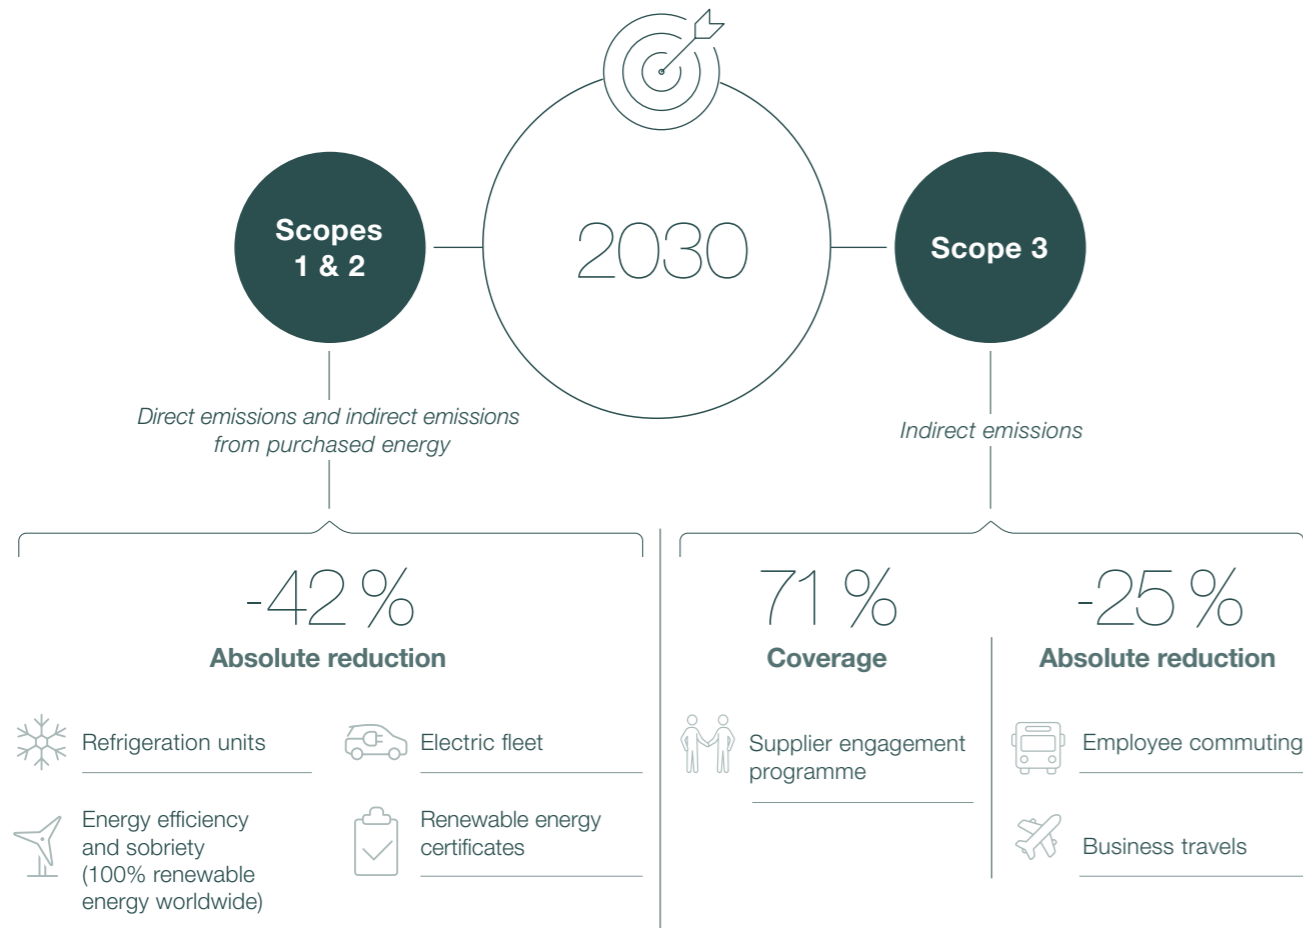 2030
Scopes
1 & 2
Direct emissions and indirect emissions
from purchased energy
-42 %
Absolute reduction
Refrigeration units
Electric fleet
Energy efficiency
and sobriety
(100% renewable
energy worldwide)
Renewable energy
certificates
Scope 3
Indirect emissions
71 %
Coverage
Supplier engagement
programme
-25 %
Absolute reduction
Employee commuting
Business travels